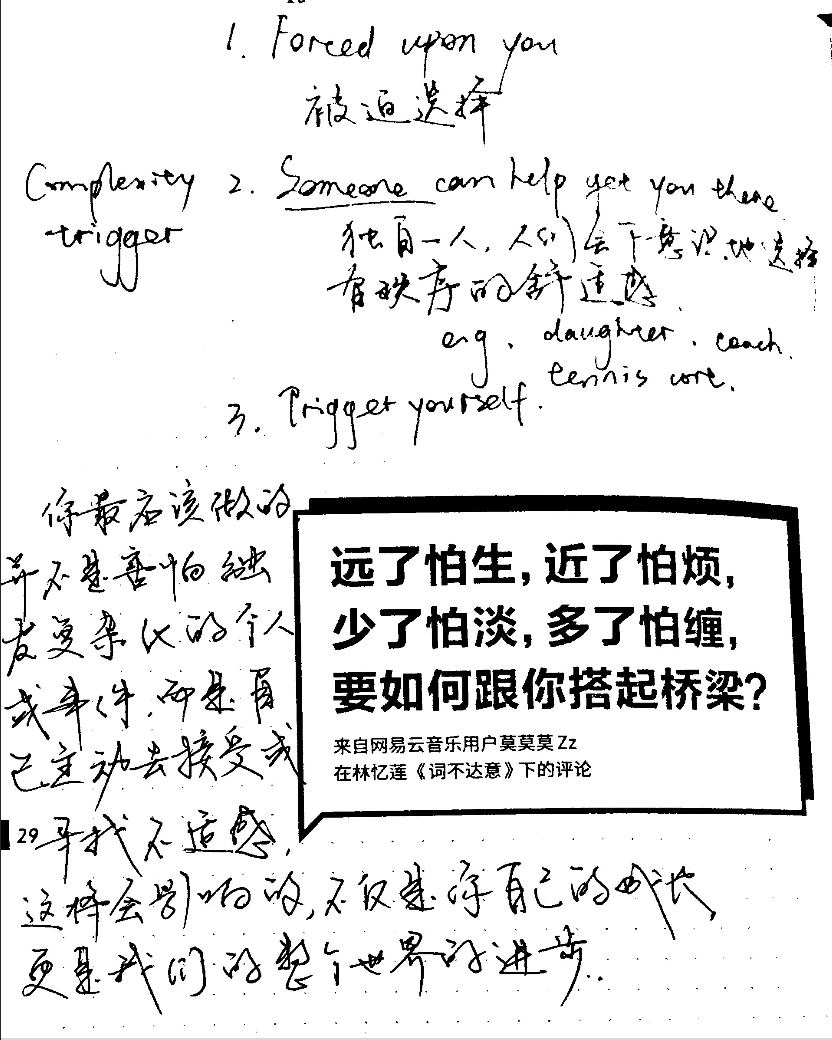 1. Forced upon you
被迫选择
Complexity
trigger
2. Someone can help get you there
独自一人，人们会下意识地选择
有秩序的舒适感.
e.g. daughter. coach.
tennis
3. Trigger yourself.
你最应该做的
并不是害怕触
发复杂化的个人
或事件，而是自
己主动去接受或
寻找不适感，
这样会影响的，不仅是你自己的成长，
更是我们的整个世界的进步..
远了怕生，近了怕烦，
少了怕淡，多了怕缠，
要如何跟你搭起桥梁？
来自网易云音乐用户莫莫莫Zz
在林忆莲《词不达意》下的评论
29